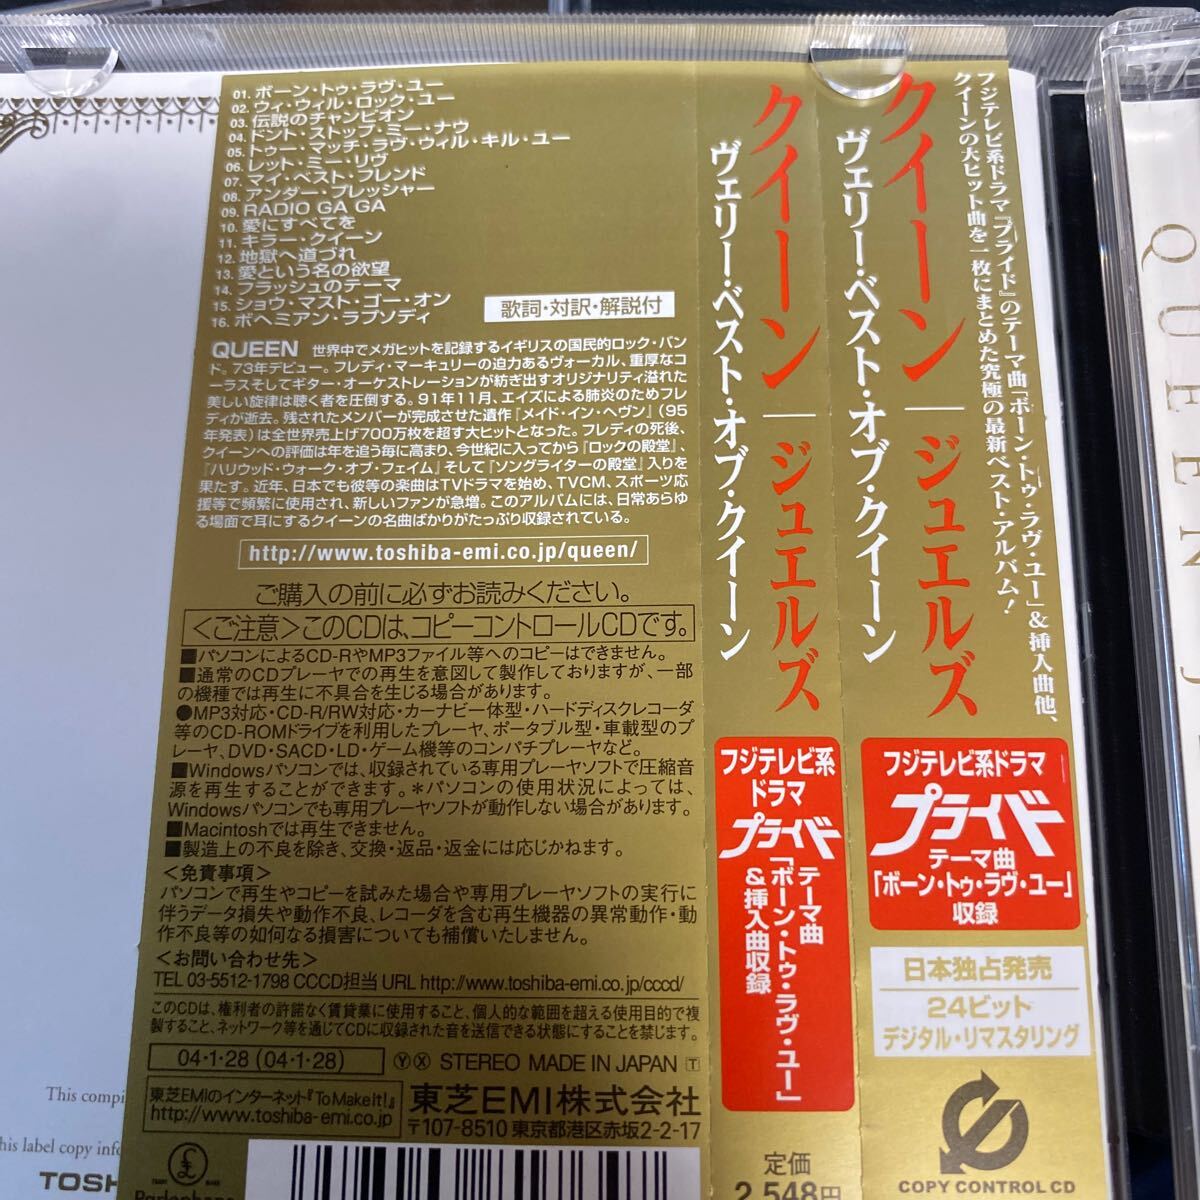 01. ボーン・トゥ・ラヴ・ユー
02. ウィ・ウィル・ロック・ユー
03. 伝説のチャンピオン
04. ドント・ストップ・ミー・ナウ
05. トゥー・マッチ・ラヴ・ウィル・キル・ユー
06. レット・ミー・リヴ
07. マイ・ベスト・フレンド
08. アンダー・プレッシャー
09. RADIO GA GA
10. 愛にすべてを
11. キラー・クイーン
12. 地獄へ道づれ
13. 愛という名の欲望
14. フラッシュのテーマ
15. ショウ・マスト・ゴー・オン
16. ボヘミアン・ラプソディ
歌詞・対訳・解説付
QUEEN 世界中でメガヒットを記録するイギリスの国民的ロック・バン
ド。73年デビュー。フレディ・マーキュリーの迫力あるヴォーカル、重厚なコ
ーラスそしてギター・オーケストレーションが紡ぎ出すオリジナリティ溢れた
美しい旋律は聴く者を圧倒する。91年11月、エイズによる肺炎のためフレ
ディが逝去。残されたメンバーが完成させた遺作『メイド・イン・ヘヴン』(95
年発表)は全世界売上げ700万枚を超す大ヒットとなった。フレディの死後、
クイーンへの評価は年を追う毎に高まり、今世紀に入ってから『ロックの殿堂』、
『ハリウッド・ウォーク・オブ・フェイム』そして『ソングライターの殿堂』入りを
果たす。近年、日本でも彼等の楽曲はTVドラマを始め、TVCM、スポーツ応
援等で頻繁に使用され、新しいファンが急増。このアルバムには、日常あらゆ
る場面で耳にするクイーンの名曲ばかりがたっぷり収録されている。
http://www.toshiba-emi.co.jp/queen/
ご購入の前に必ずお読みください。
<ご注意>このCDは、コピーコントロールCDです。
■パソコンによるCD-RやMP3ファイル等へのコピーはできません。
■通常のCDプレーヤでの再生を意図して製作しておりますが、一部
の機種では再生に不具合を生じる場合があります。
●MP3対応・CD-R/RW対応・カーナビ一体型・ハードディスクレコーダ
等のCD-ROMドライブを利用したプレーヤ、ポータブル型・車載型のプ
レーヤ、DVD・SACD・LD・ゲーム機等のコンパチプレーヤなど。
■Windowsパソコンでは、収録されている専用プレーヤソフトで圧縮音
源を再生することができます。*パソコンの使用状況によっては、
Windowsパソコンでも専用プレーヤソフトが動作しない場合があります。
■Macintoshでは再生できません。
■製造上の不良を除き、交換・返品・返金には応じかねます。
<免責事項>
パソコンで再生やコピーを試みた場合や専用プレーヤソフトの実行に
伴うデータ損失や動作不良、レコーダを含む再生機器の異常動作・動
作不良等の如何なる損害についても補償いたしません。
<お問い合わせ先>
TEL 03-5512-1798 CCCD担当 URL http://www.toshiba-emi.co.jp/cccd/
このCDは、権利者の許諾なく賃貸業に使用すること、個人的な範囲を超える使用目的で複
製すること、ネットワーク等を通じてCDに収録された音を送信できる状態にすることを禁じます。
04・1・28 (04・1・28)
Ⓨ Ⓧ STEREO MADE IN JAPAN T
東芝EMIのインターネット『To Make It!』
http://www.toshiba-emi.co.jp
東芝EMI株式会社
〒107-8510 東京都港区赤坂2-2-17
Parlophone
クイーン|ジュエルズ
ヴェリー・ベスト・オブ・クイーン
フジテレビ系
ドラマ
プライド
テーマ曲
「ボーン・トゥ・ラヴ・ユー」
&挿入曲収録
定価
2,548円
フジテレビ系ドラマ『プライド』のテーマ曲「ボーン・トゥ・ラヴ・ユー」&挿入曲他、
クイーンの大ヒット曲を一枚にまとめた究極の最新ベスト・アルバム!
クイーン|ジュエルズ
ヴェリー・ベスト・オブ・クイーン
フジテレビ系ドラマ
プライド
テーマ曲
「ボーン・トゥ・ラヴ・ユー」
収録
日本独占発売
24ビット
デジタル・リマスタリング
COPY CONTROL CD
QUEEN J
This compi
his label copy info
TOSH